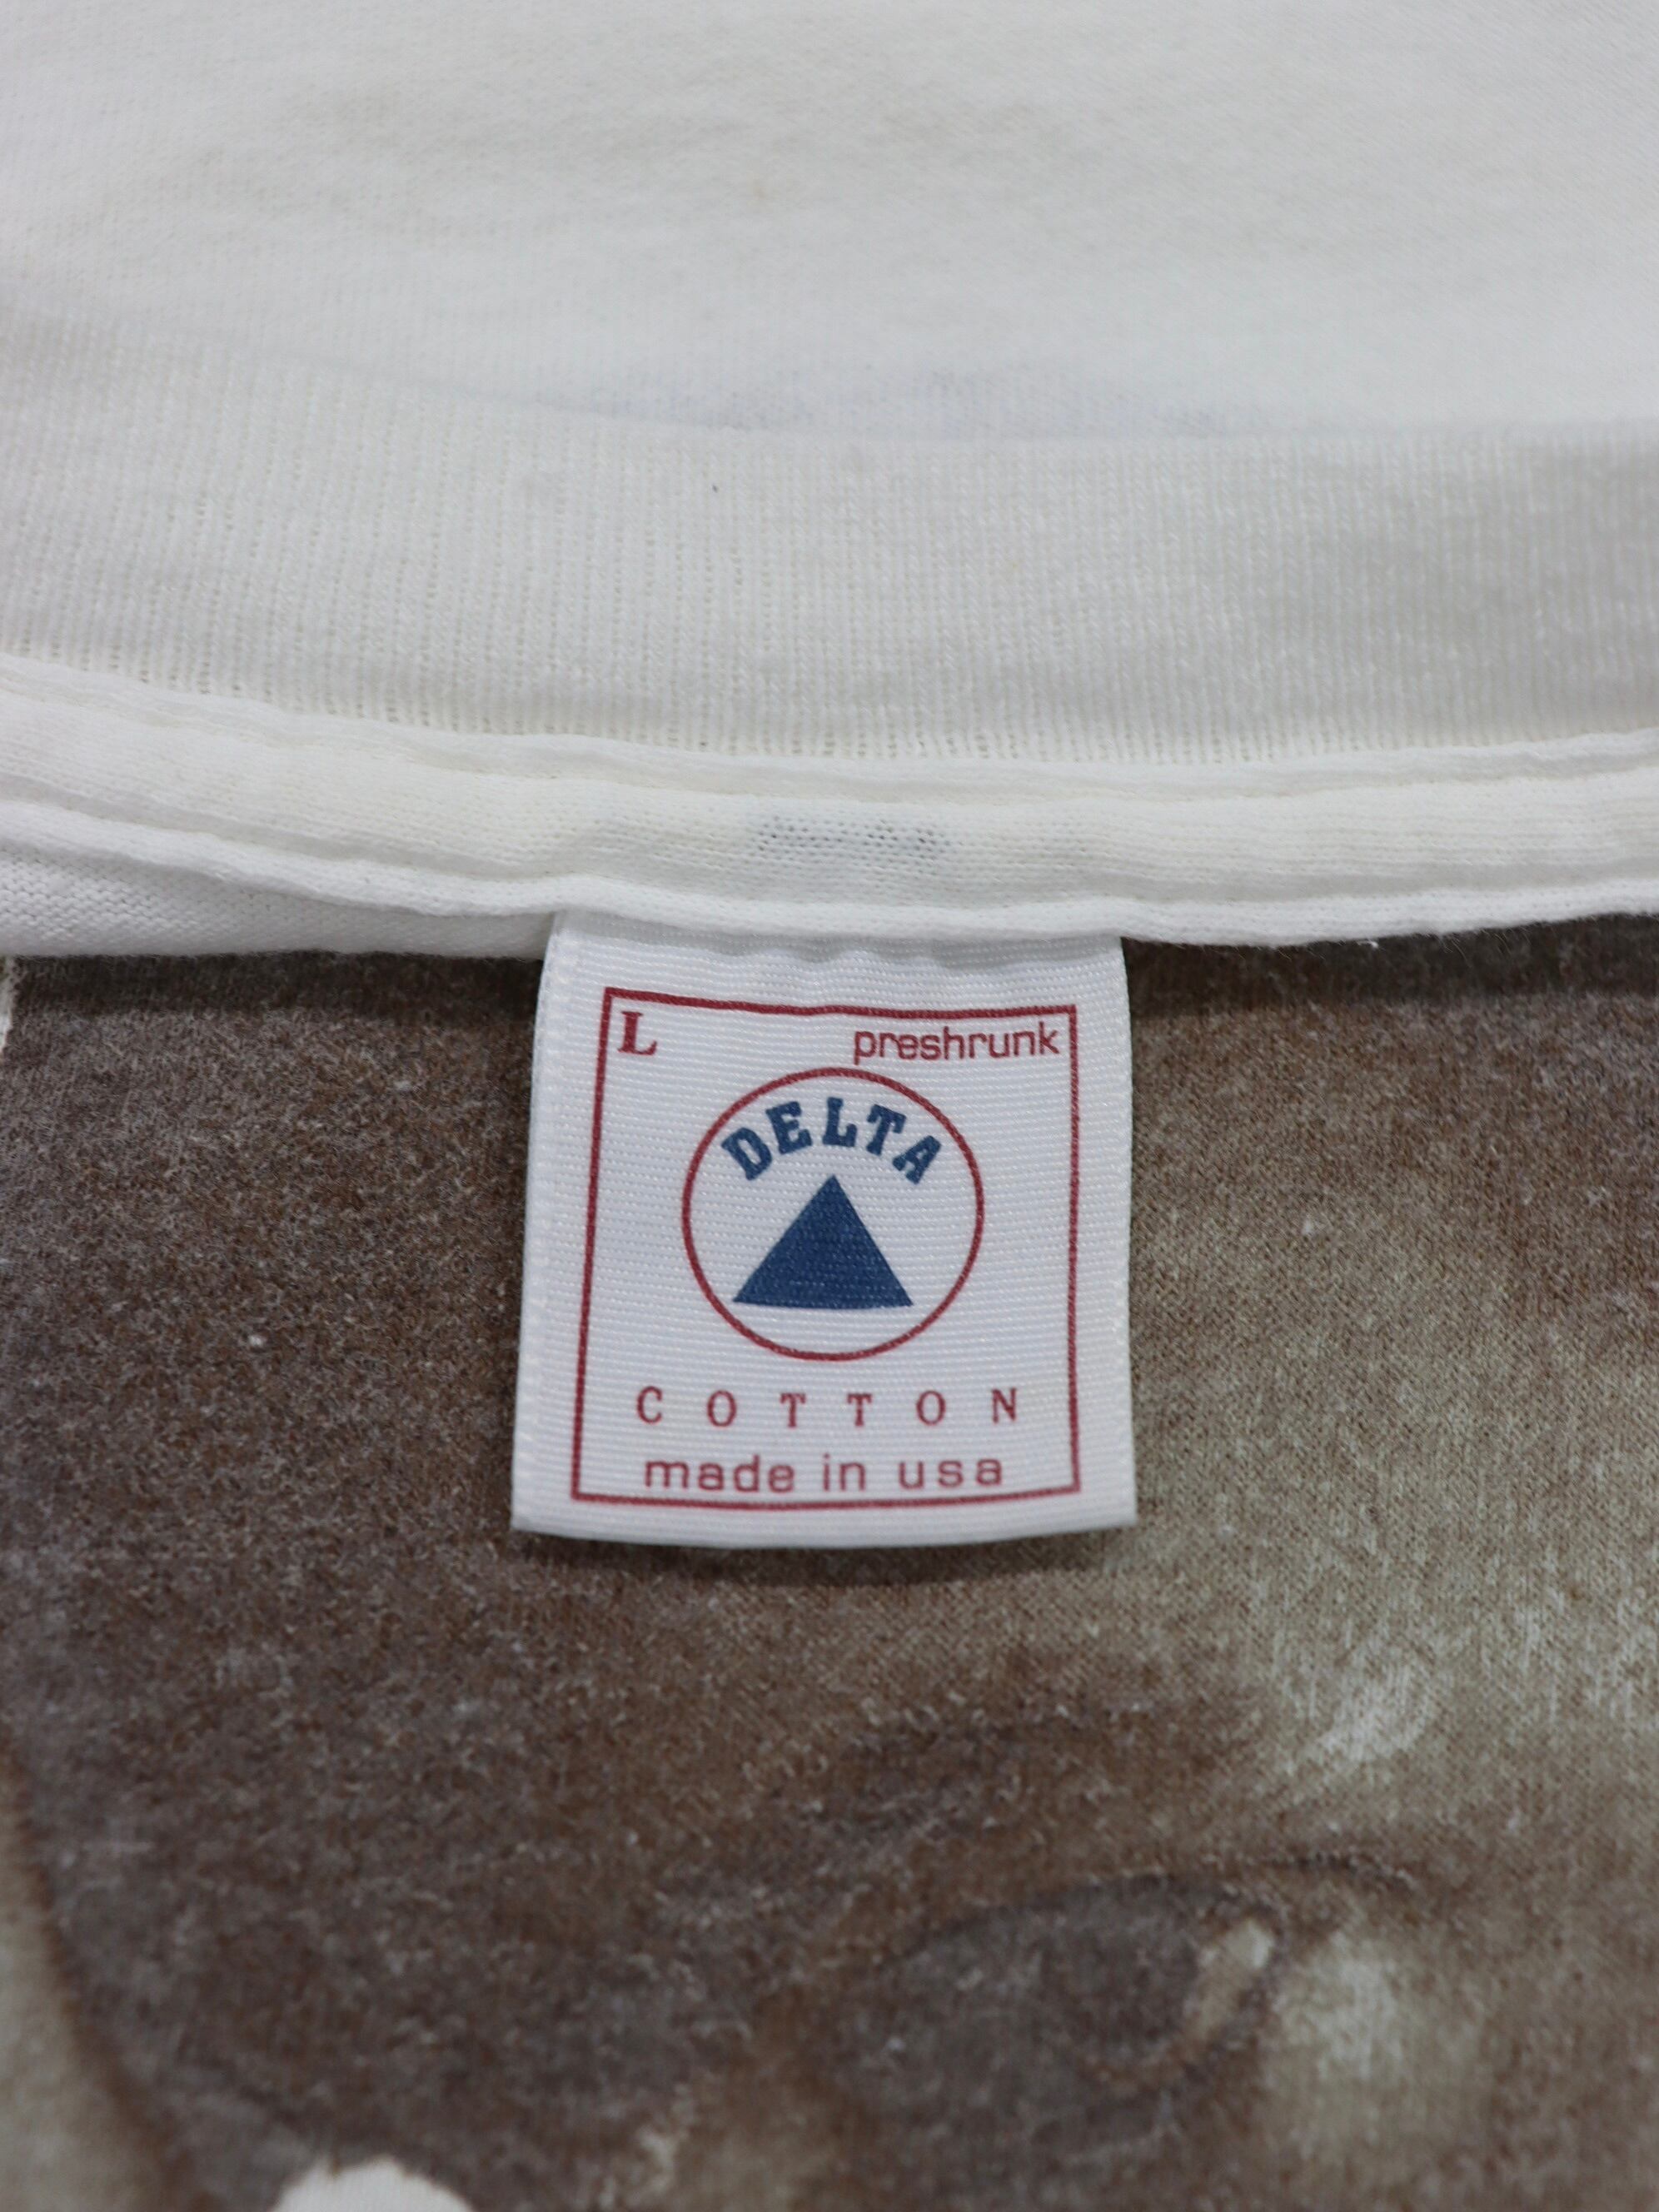 L preshrunk
DELTA
COTTON
made in usa